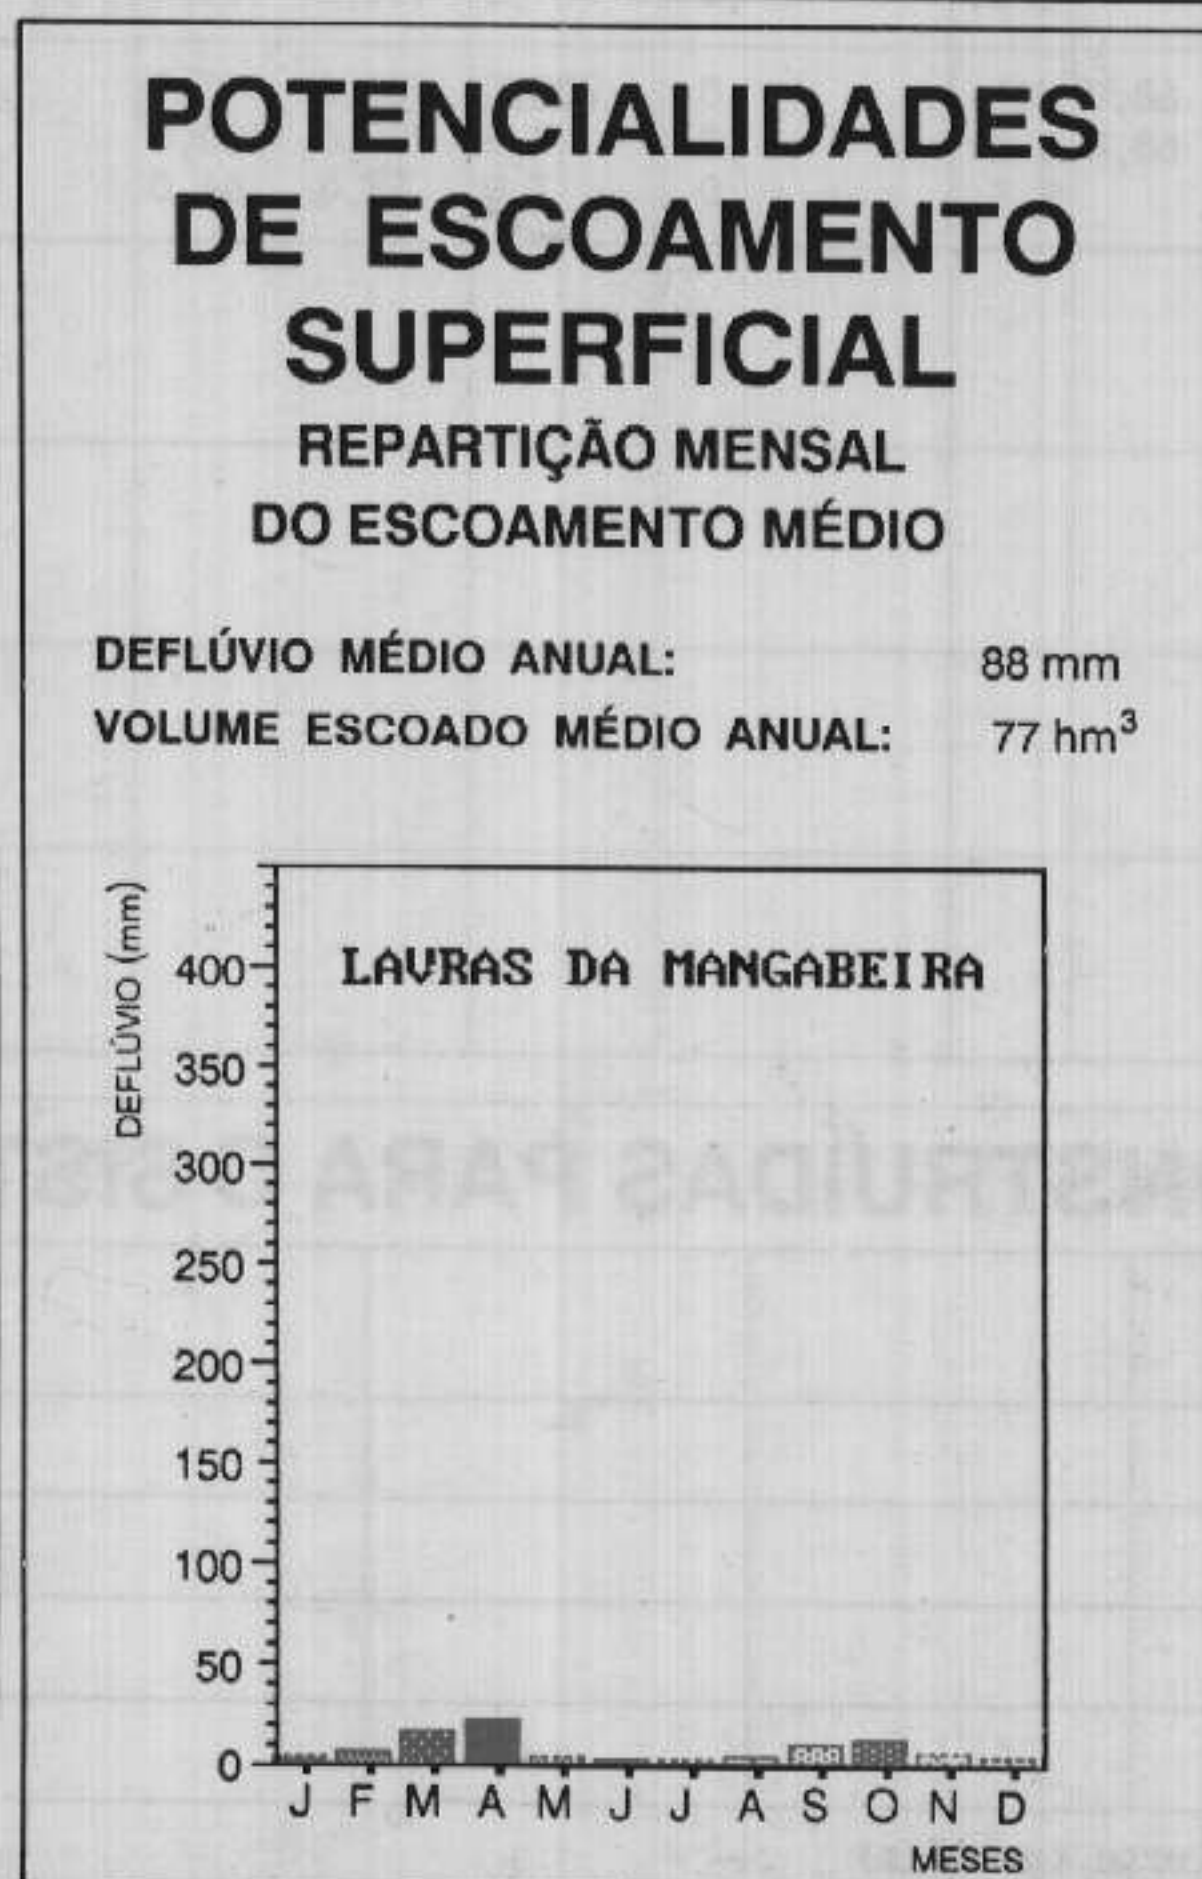 POTENCIALIDADES
DE ESCOAMENTO
SUPERFICIAL
REPARTIÇÃO MENSAL
DO ESCOAMENTO MÉDIO
DEFLÚVIO MÉDIO ANUAL: 88 mm
VOLUME ESCOADO MÉDIO ANUAL: 77 hm³
DEFLÚVIO (mm)
LAVRAS DA MANGABEIRA
400
350
300
250
200
150
100
50
0
J F M A M J J A S O N D
MESES